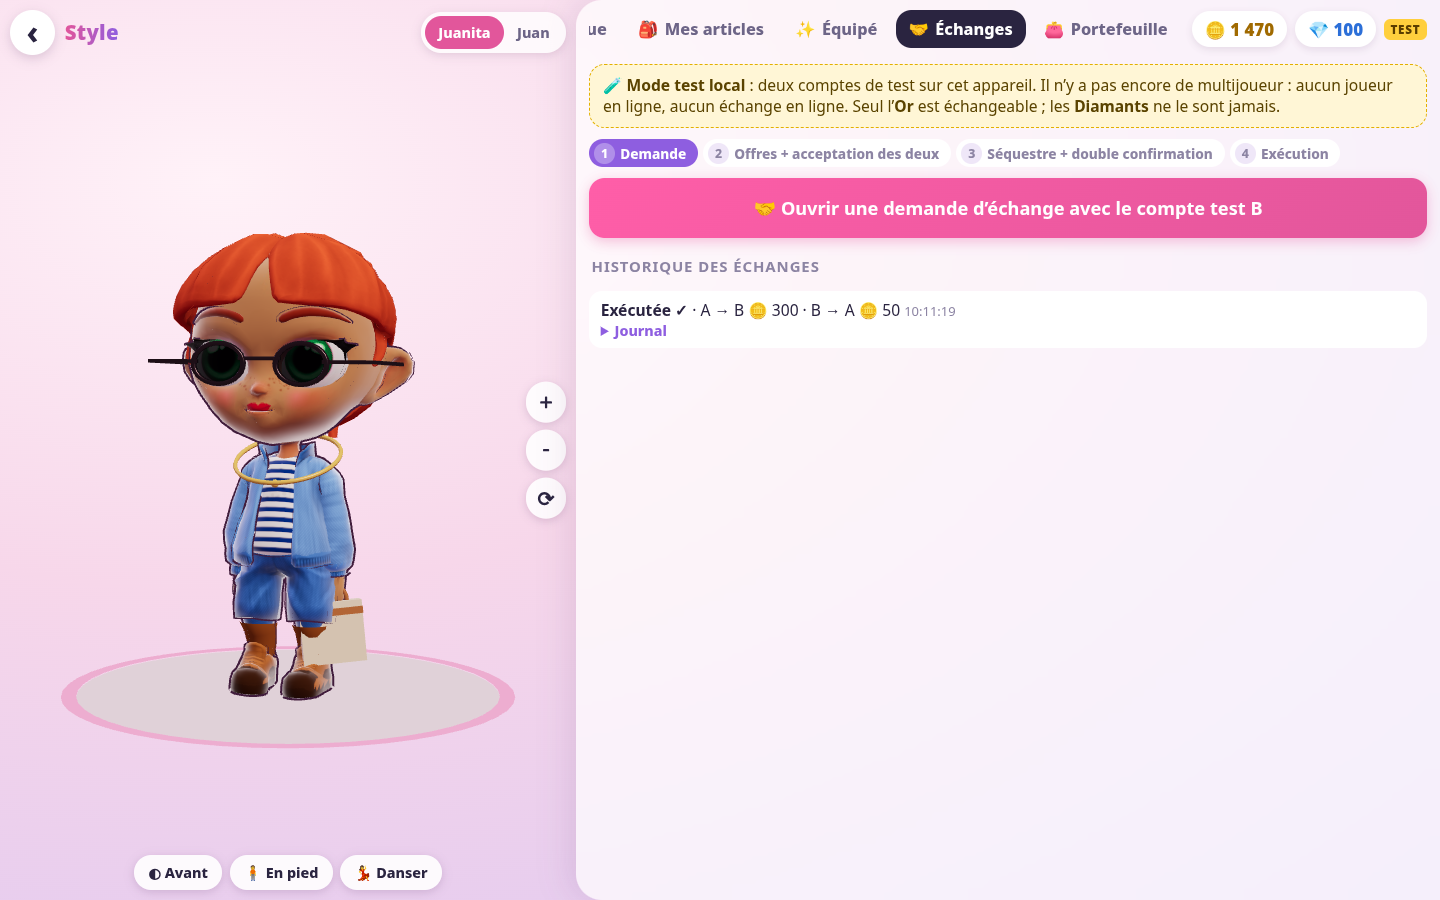 Style
Juanita
Juan
ue
Mes articles
Équipé
Échanges
Portefeuille
1 470
100
TEST
Mode test local : deux comptes de test sur cet appareil. Il n’y a pas encore de multijoueur : aucun joueur
en ligne, aucun échange en ligne. Seul l’Or est échangeable ; les Diamants ne le sont jamais.
1 Demande
2 Offres + acceptation des deux
3 Séquestre + double confirmation
4 Exécution
Ouvrir une demande d’échange avec le compte test B
HISTORIQUE DES ÉCHANGES
Exécutée ✓ · A → B 300 · B → A 50 10:11:19
Journal
+
-
Avant
En pied
Danser